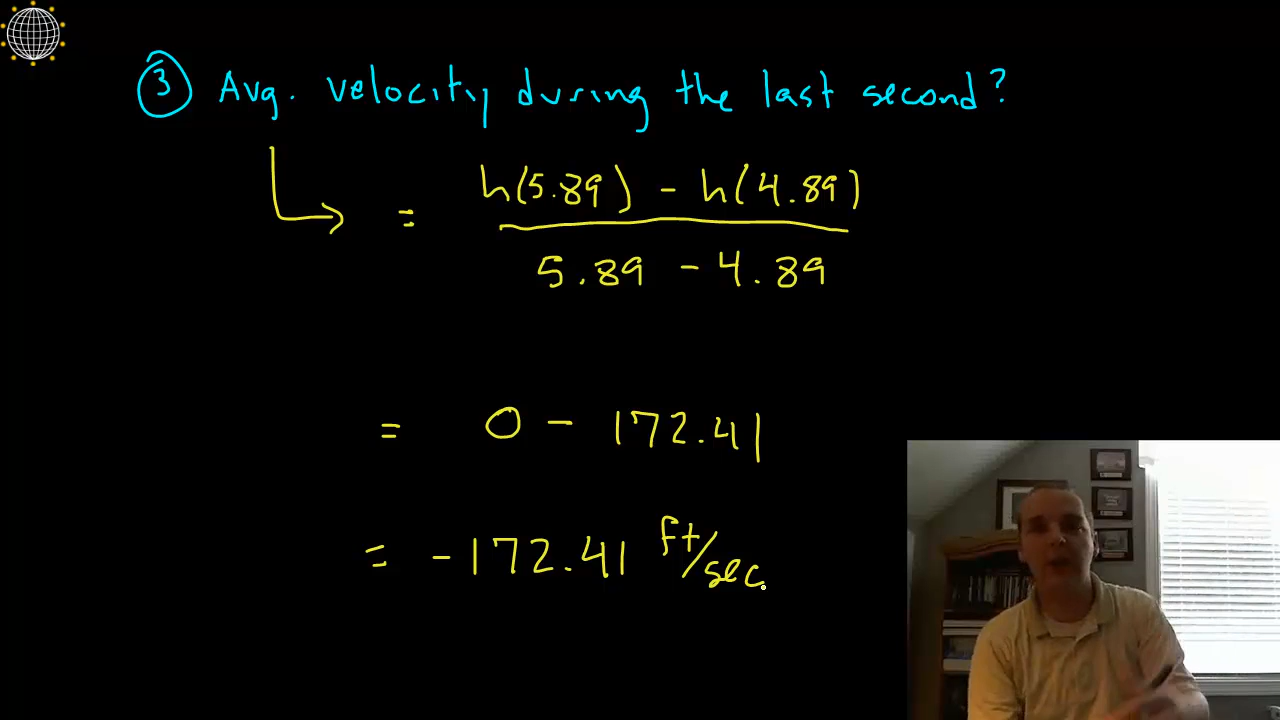 ③ Avg. velocity during the last second?
= h(5.89) - h(4.89)
5.89 - 4.89
= 0 - 172.41
= -172.41 ft/sec.